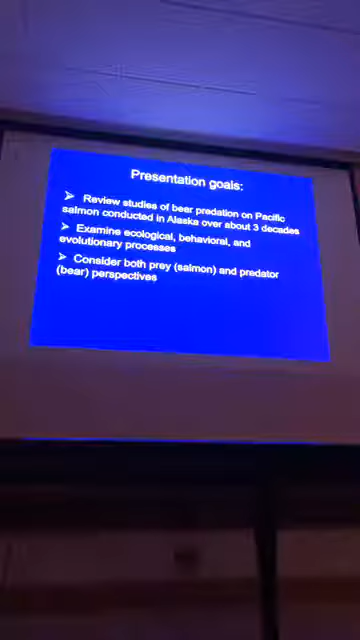 Presentation goals:
➢ Review studies of bear predation on Pacific
salmon conducted in Alaska over about 3 decades
➢ Examine ecological, behavioral, and
evolutionary processes
➢ Consider both prey (salmon) and predator
(bear) perspectives